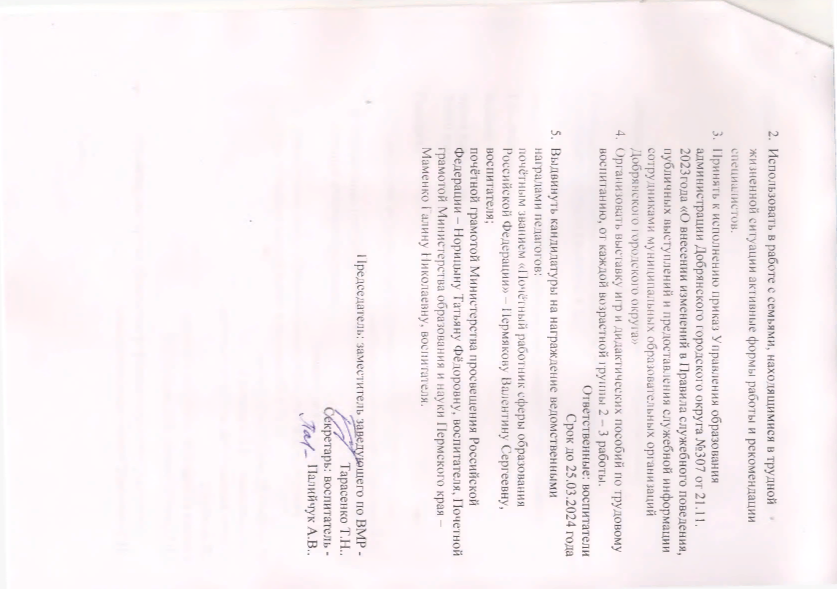 2. Использовать в работе с семьями, находящимися в трудной
жизненной ситуации активные формы работы и рекомендации
специалистов.
3. Принять к исполнению приказ Управления образования
администрации Добрянского городского округа №307 от 21.11.
2023года «О внесении изменений в Правила служебного поведения,
публичных выступлений и предоставления служебной информации
сотрудниками муниципальных образовательных организаций
Добрянского городского округа»
4. Организовать выставку игр и дидактических пособий по трудовому
воспитанию, от каждой возрастной группы 2 – 3 работы.
Ответственные: воспитатели
Срок до 25.03.2024 года
5. Выдвинуть кандидатуры на награждение ведомственными
наградами педагогов:
почётным званием «Почётный работник сферы образования
Российской Федерации» – Пермякову Валентину Сергеевну,
воспитателя;
почётной грамотой Министерства просвещения Российской
Федерации – Норицыну Татьяну Фёдоровну, воспитателя, Почетной
грамотой Министерства образования и науки Пермского края –
Маменко Галину Николаевну, воспитателя.
Председатель: заместитель заведующего по ВМР -
Тарасенко Т.Н..
Секретарь: воспитатель -
Палийчук А.В..